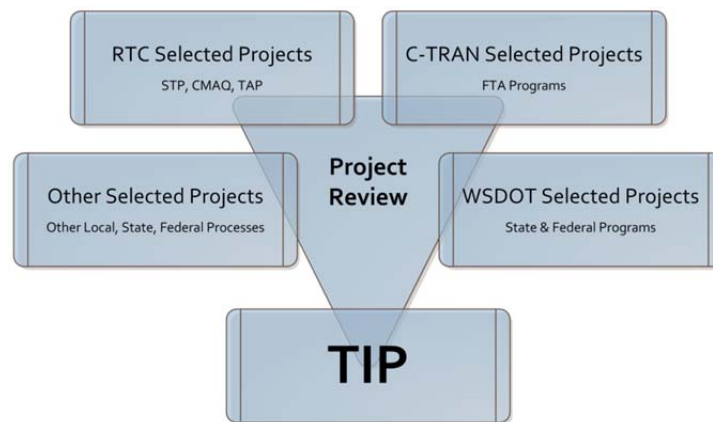 RTC Selected Projects
STP, CMAQ, TAP
C-TRAN Selected Projects
FTA Programs
Project
Review
Other Selected Projects
Other Local, State, Federal Processes
WSDOT Selected Projects
State & Federal Programs
TIP